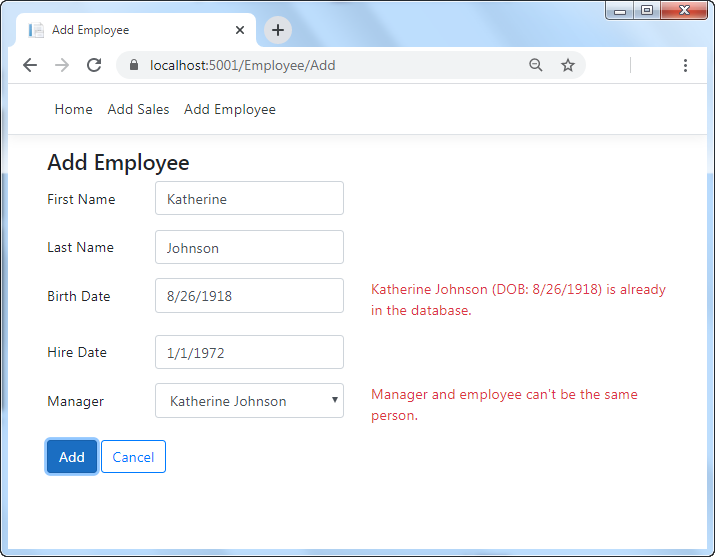 Add Employee
localhost:5001/Employee/Add
Home Add Sales Add Employee
Add Employee
First Name Katherine
Last Name Johnson
Birth Date 8/26/1918 Katherine Johnson (DOB: 8/26/1918) is already
in the database.
Hire Date 1/1/1972
Manager Katherine Johnson Manager and employee can't be the same
person.
Add Cancel